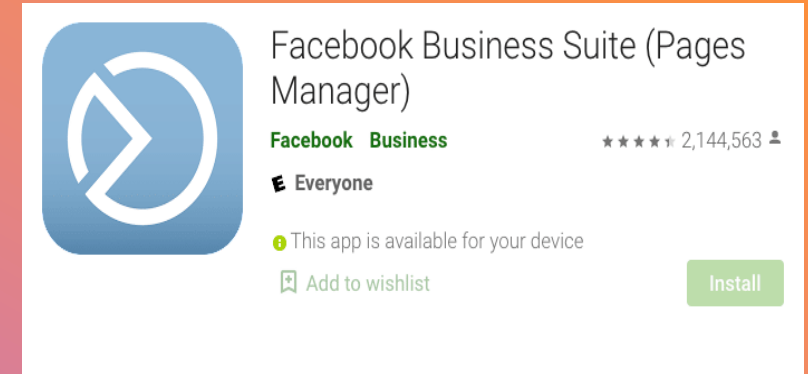 Facebook Business Suite (Pages
Manager)
Facebook Business 2,144,563
E Everyone
This app is available for your device
Add to wishlist Install